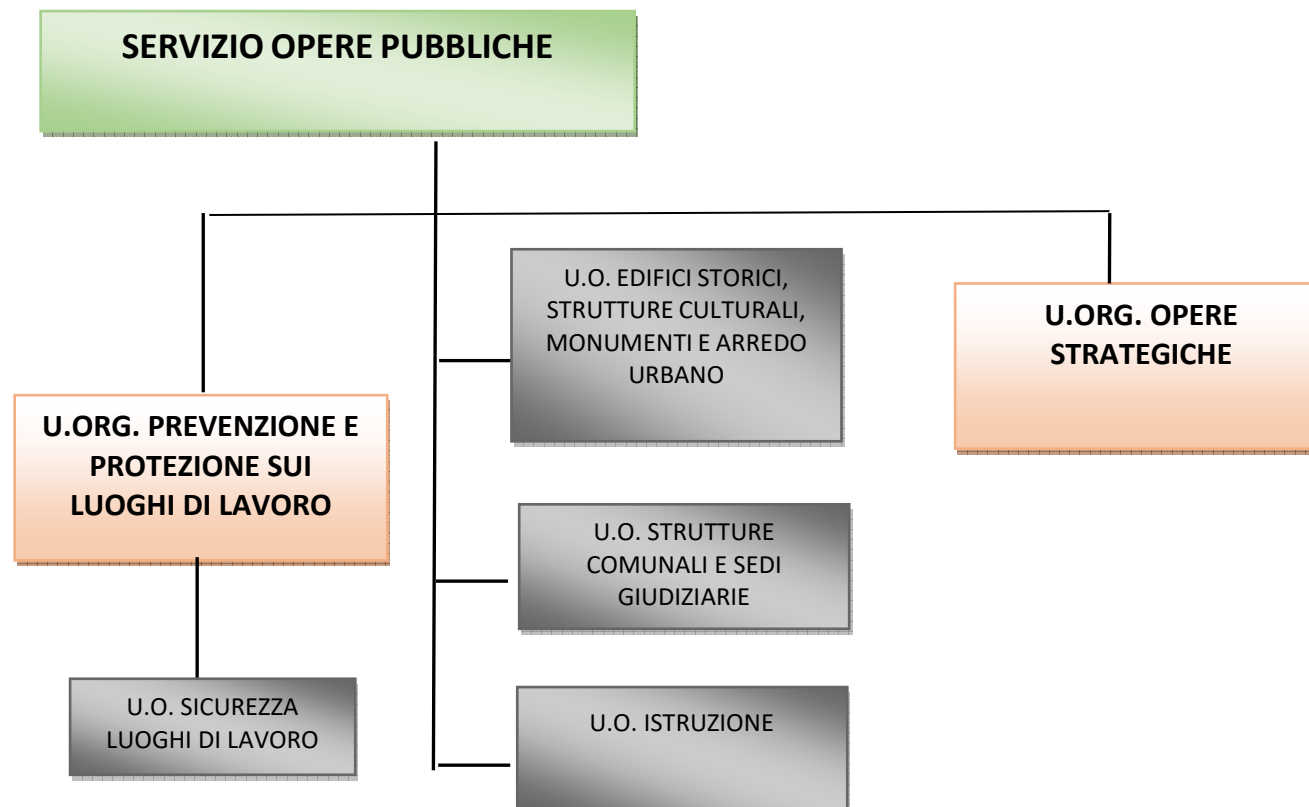 SERVIZIO OPERE PUBBLICHE
U.O. EDIFICI STORICI,
STRUTTURE CULTURALI,
MONUMENTI E ARREDO
URBANO
U.ORG. OPERE
STRATEGICHE
U.ORG. PREVENZIONE E
PROTEZIONE SUI
LUOGHI DI LAVORO
U.O. STRUTTURE
COMUNALI E SEDI
GIUDIZIARIE
U.O. SICUREZZA
LUOGHI DI LAVORO
U.O. ISTRUZIONE